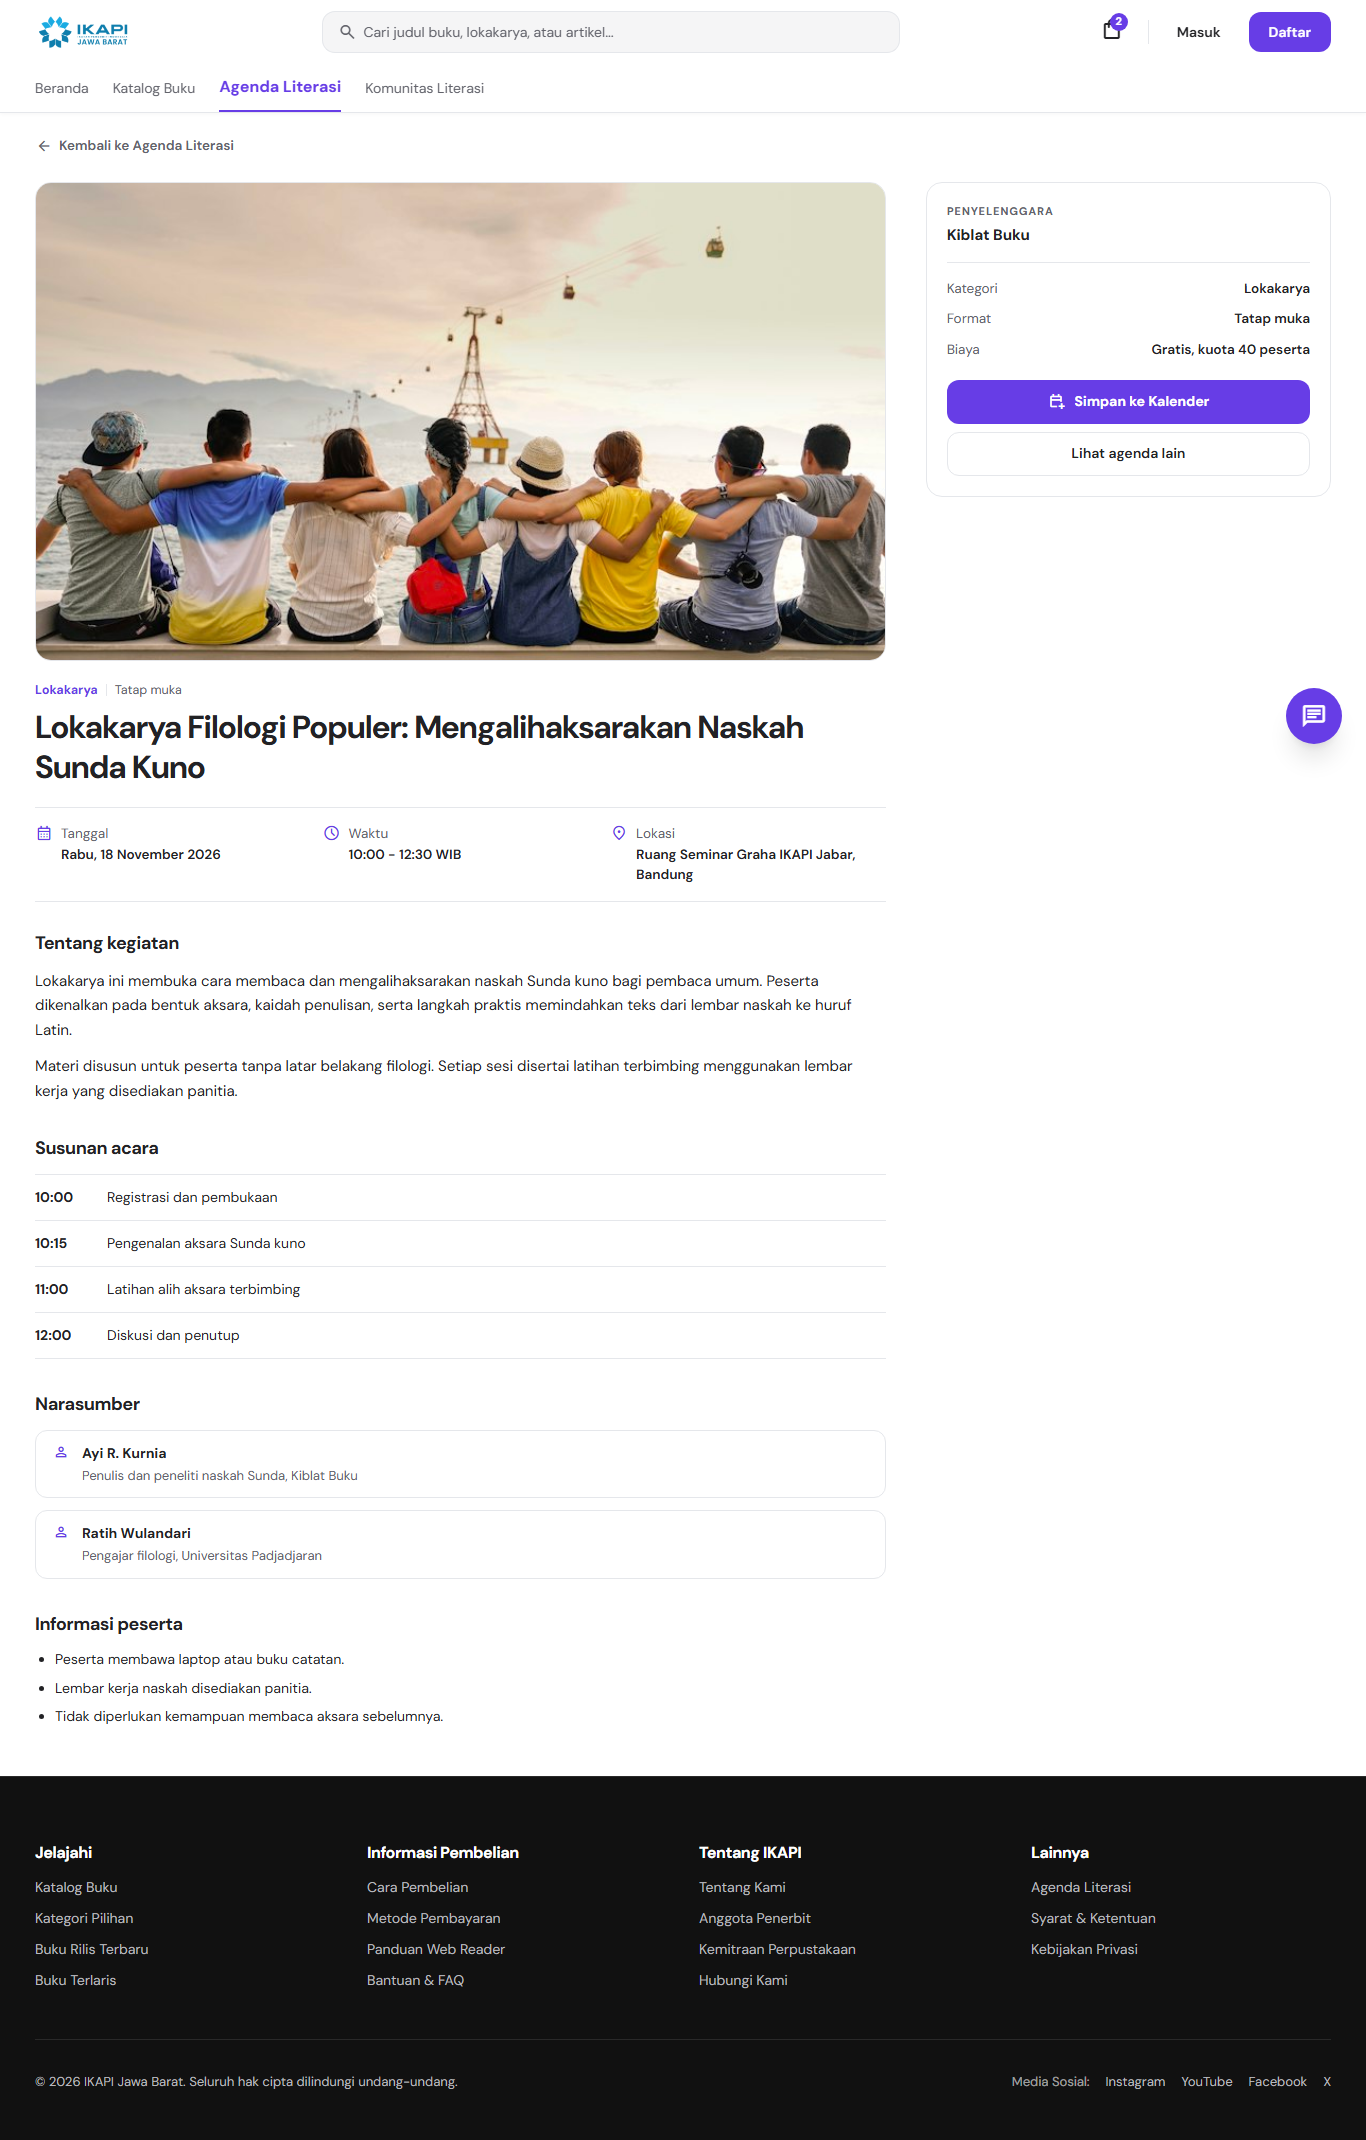 IKAPI
JAWA BARAT
Cari judul buku, lokakarya, atau artikel...
2
Masuk
Daftar
Beranda
Katalog Buku
Agenda Literasi
Komunitas Literasi
Kembali ke Agenda Literasi
PENYELENGGARA
Kiblat Buku
Kategori Lokakarya
Format Tatap muka
Biaya Gratis, kuota 40 peserta
Simpan ke Kalender
Lihat agenda lain
Lokakarya Tatap muka
Lokakarya Filologi Populer: Mengalihaksarakan Naskah
Sunda Kuno
Tanggal
Rabu, 18 November 2026
Waktu
10:00 - 12:30 WIB
Lokasi
Ruang Seminar Graha IKAPI Jabar,
Bandung
Tentang kegiatan
Lokakarya ini membuka cara membaca dan mengalihaksarakan naskah Sunda kuno bagi pembaca umum. Peserta
dikenalkan pada bentuk aksara, kaidah penulisan, serta langkah praktis memindahkan teks dari lembar naskah ke huruf
Latin.
Materi disusun untuk peserta tanpa latar belakang filologi. Setiap sesi disertai latihan terbimbing menggunakan lembar
kerja yang disediakan panitia.
Susunan acara
10:00 Registrasi dan pembukaan
10:15 Pengenalan aksara Sunda kuno
11:00 Latihan alih aksara terbimbing
12:00 Diskusi dan penutup
Narasumber
Ayi R. Kurnia
Penulis dan peneliti naskah Sunda, Kiblat Buku
Ratih Wulandari
Pengajar filologi, Universitas Padjadjaran
Informasi peserta
• Peserta membawa laptop atau buku catatan.
• Lembar kerja naskah disediakan panitia.
• Tidak diperlukan kemampuan membaca aksara sebelumnya.
Jelajahi
Katalog Buku
Kategori Pilihan
Buku Rilis Terbaru
Buku Terlaris
Informasi Pembelian
Cara Pembelian
Metode Pembayaran
Panduan Web Reader
Bantuan & FAQ
Tentang IKAPI
Tentang Kami
Anggota Penerbit
Kemitraan Perpustakaan
Hubungi Kami
Lainnya
Agenda Literasi
Syarat & Ketentuan
Kebijakan Privasi
© 2026 IKAPI Jawa Barat. Seluruh hak cipta dilindungi undang-undang.
Media Sosial: Instagram YouTube Facebook X